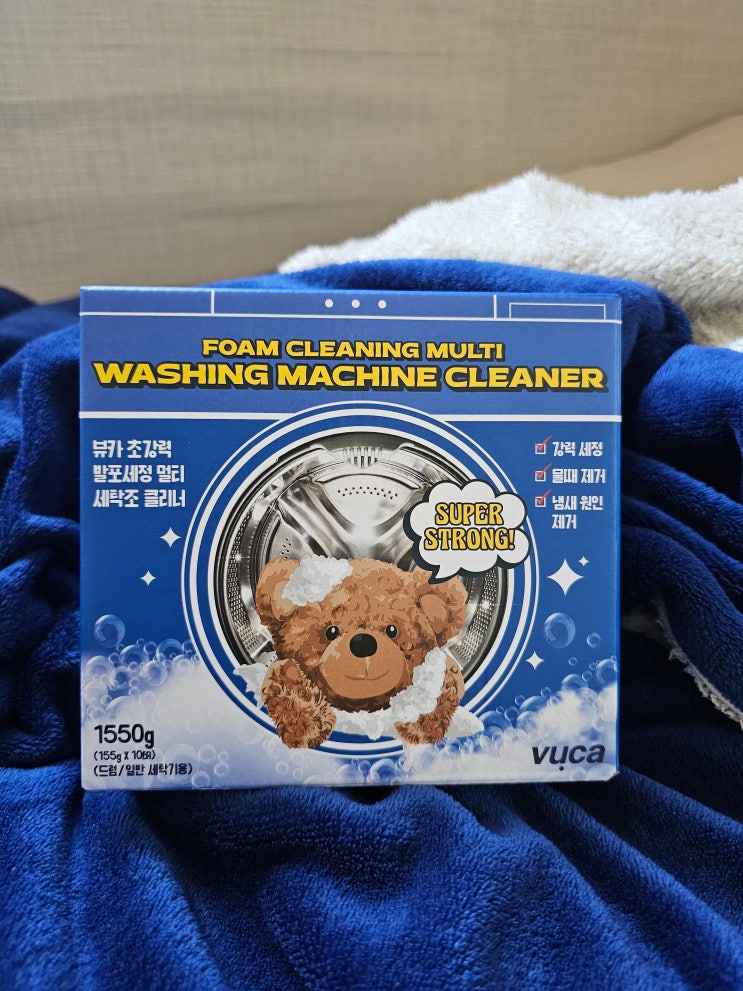 FOAM CLEANING MULTI
WASHING MACHINE CLEANER
뷰카 초강력
발포세정 멀티
세탁조 클리너
강력 세정
물때 제거
냄새 원인
제거
SUPER
STRONG!
1550g
(155g X 10EA)
(드럼/일반 세탁기용)
vuca